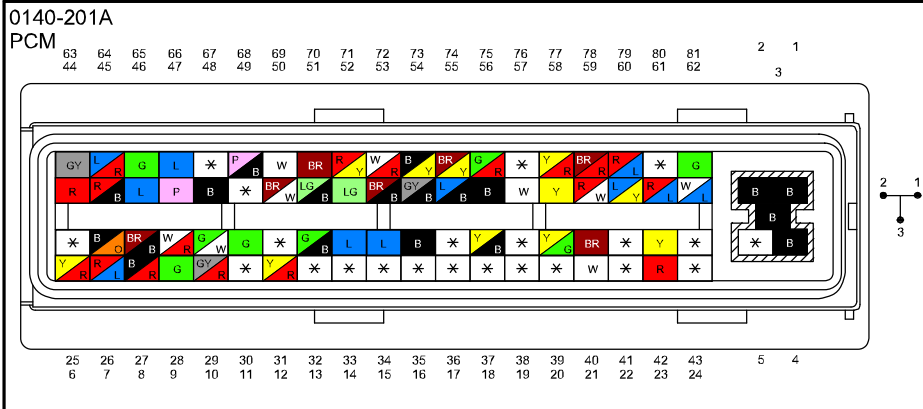 0140-201A
PCM
63 64 65 66 67 68 69 70 71 72 73 74 75 76 77 78 79 80 81 2 1
44 45 46 47 48 49 50 51 52 53 54 55 56 57 58 59 60 61 62 3
GY L R G L * P B W BR R Y W R B Y BR Y G R * Y R BR R R L * G
R R B L P B * BR W LG B LG BR B GY B L B B W Y R W L Y R L W L B B
2 1
B
3
* B O BR B W R G W G * G B L L B * Y B * Y G BR * Y * * B
Y R R L B R G GY R * Y R * * * * * * * * W * R *
25 26 27 28 29 30 31 32 33 34 35 36 37 38 39 40 41 42 43 5 4
6 7 8 9 10 11 12 13 14 15 16 17 18 19 20 21 22 23 24